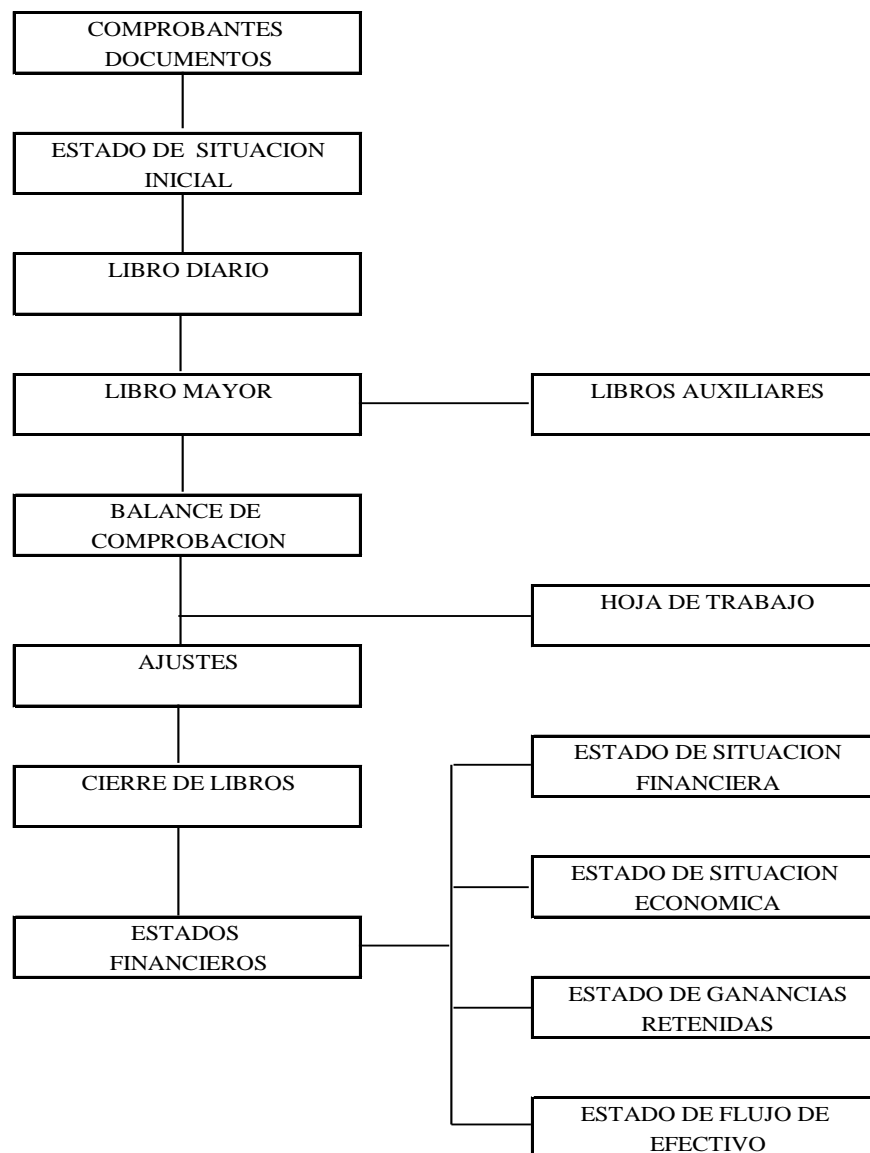 COMPROBANTES
DOCUMENTOS
ESTADO DE SITUACION
INICIAL
LIBRO DIARIO
LIBRO MAYOR
LIBROS AUXILIARES
BALANCE DE
COMPROBACION
HOJA DE TRABAJO
AJUSTES
CIERRE DE LIBROS
ESTADOS
FINANCIEROS
ESTADO DE SITUACION
FINANCIERA
ESTADO DE SITUACION
ECONOMICA
ESTADO DE GANANCIAS
RETENIDAS
ESTADO DE FLUJO DE
EFECTIVO